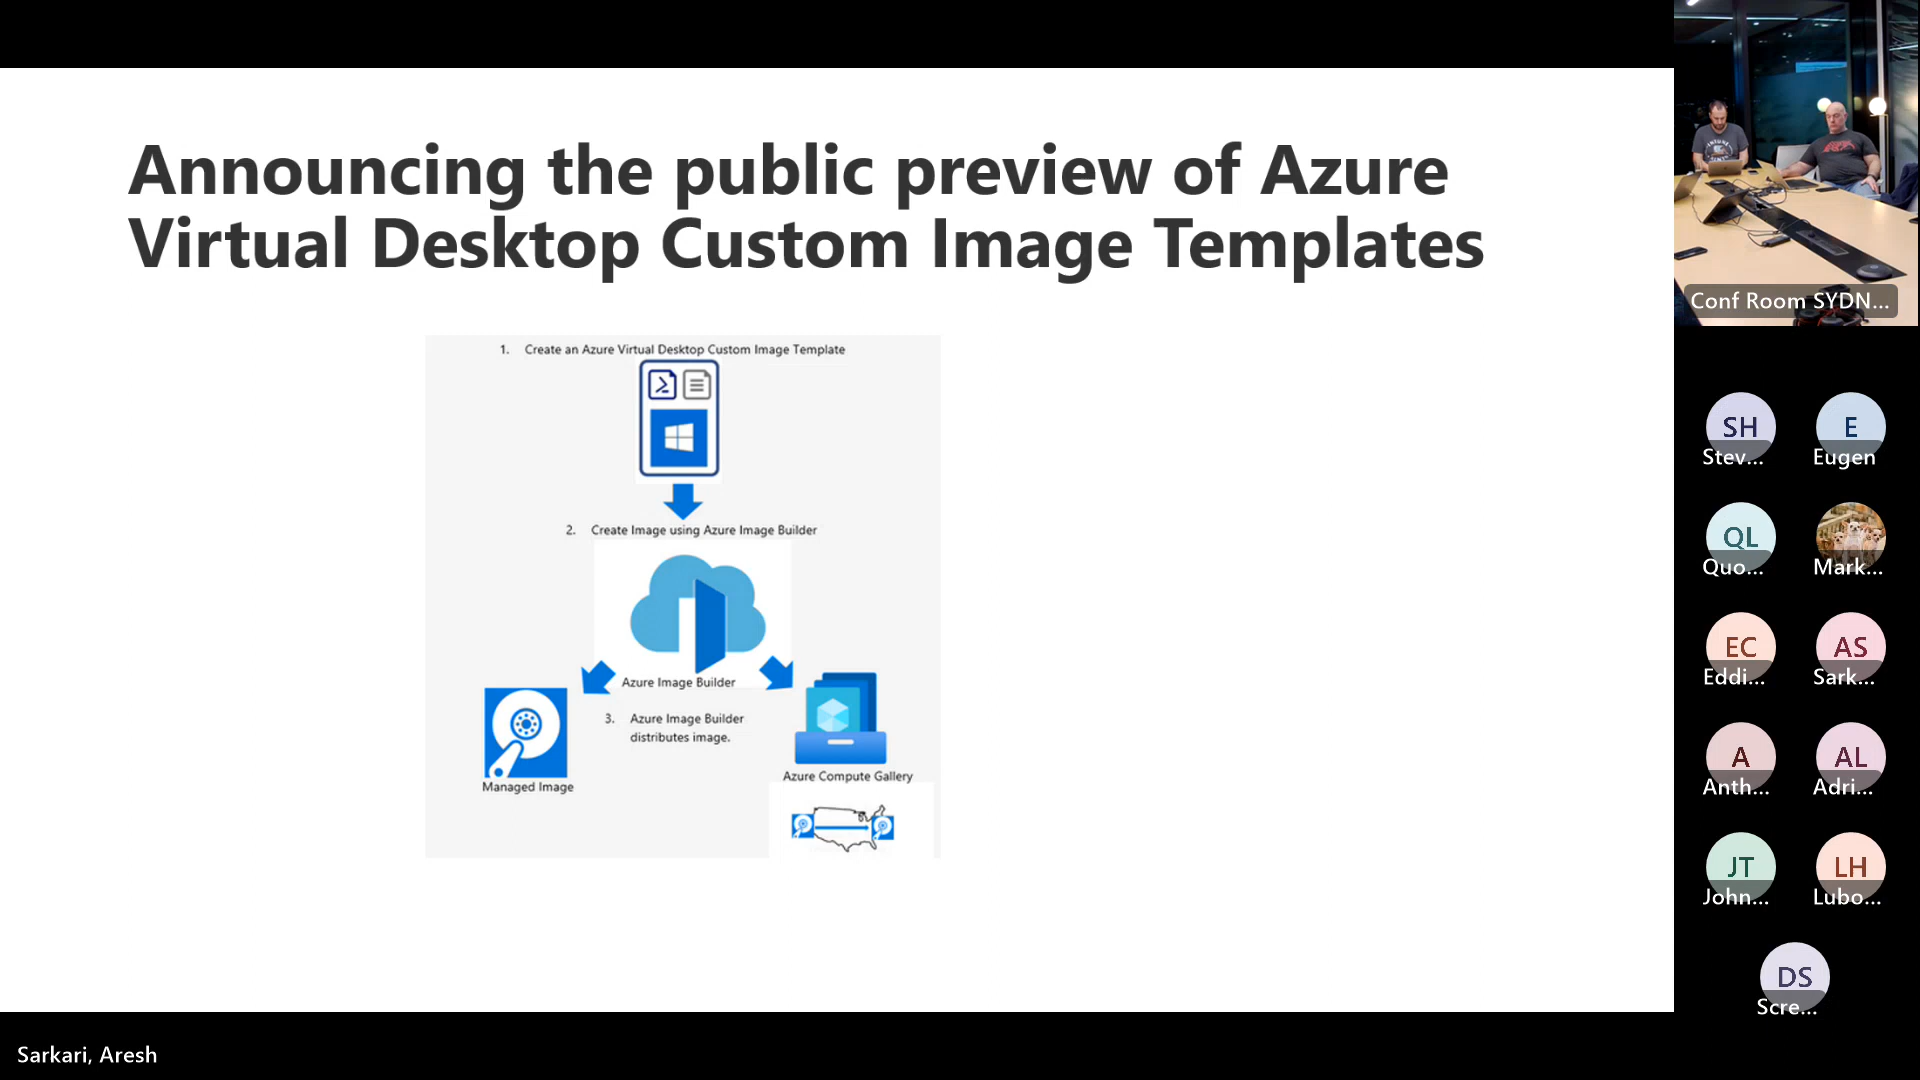 Announcing the public preview of Azure
Virtual Desktop Custom Image Templates
1. Create an Azure Virtual Desktop Custom Image Template
2. Create Image using Azure Image Builder
Azure Image Builder
3. Azure Image Builder
distributes image.
Managed Image
Azure Compute Gallery
Conf Room SYDN...
SH
Stev...
E
Eugen
QL
Quo...
Mark...
EC
Eddi...
AS
Sark...
A
Anth...
AL
Adri...
JT
John...
LH
Lubo...
DS
Scre...
Sarkari, Aresh